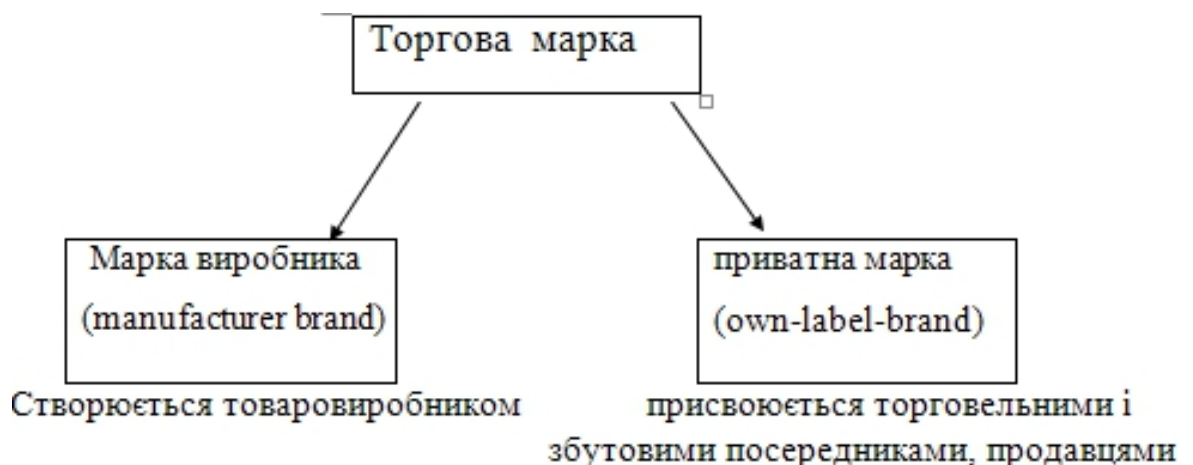 Торгова марка
Марка виробника
(manufacturer brand)
Створюється товаровиробником
приватна марка
(own-label-brand)
присвоюється торговельними і
збутовими посередниками, продавцями